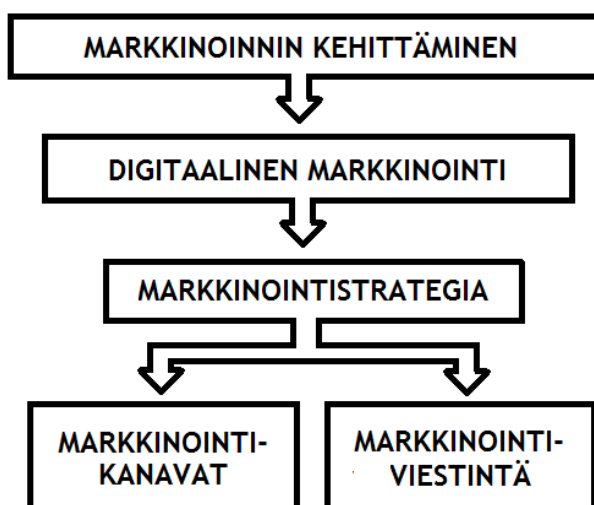 MARKKINOINNIN KEHITTÄMINEN
DIGITAALINEN MARKKINOINTI
MARKKINOINTISTRATEGIA
MARKKINOINTI-
KANAVAT
MARKKINOINTI-
VIESTINTÄ